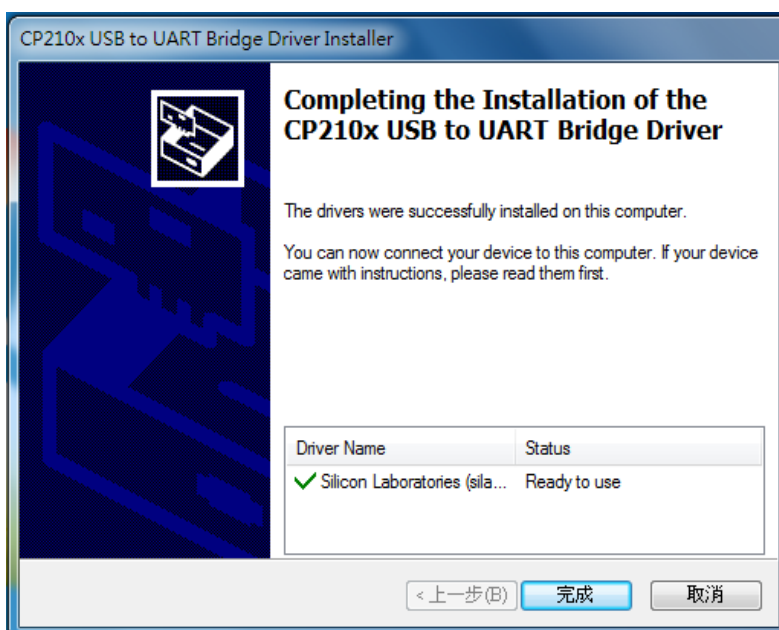 CP210x USB to UART Bridge Driver Installer
Completing the Installation of the
CP210x USB to UART Bridge Driver
The drivers were successfully installed on this computer.
You can now connect your device to this computer. If your device
came with instructions, please read them first.
Driver Name Status
Silicon Laboratories (sila... Ready to use
<上一步(B) 完成 取消